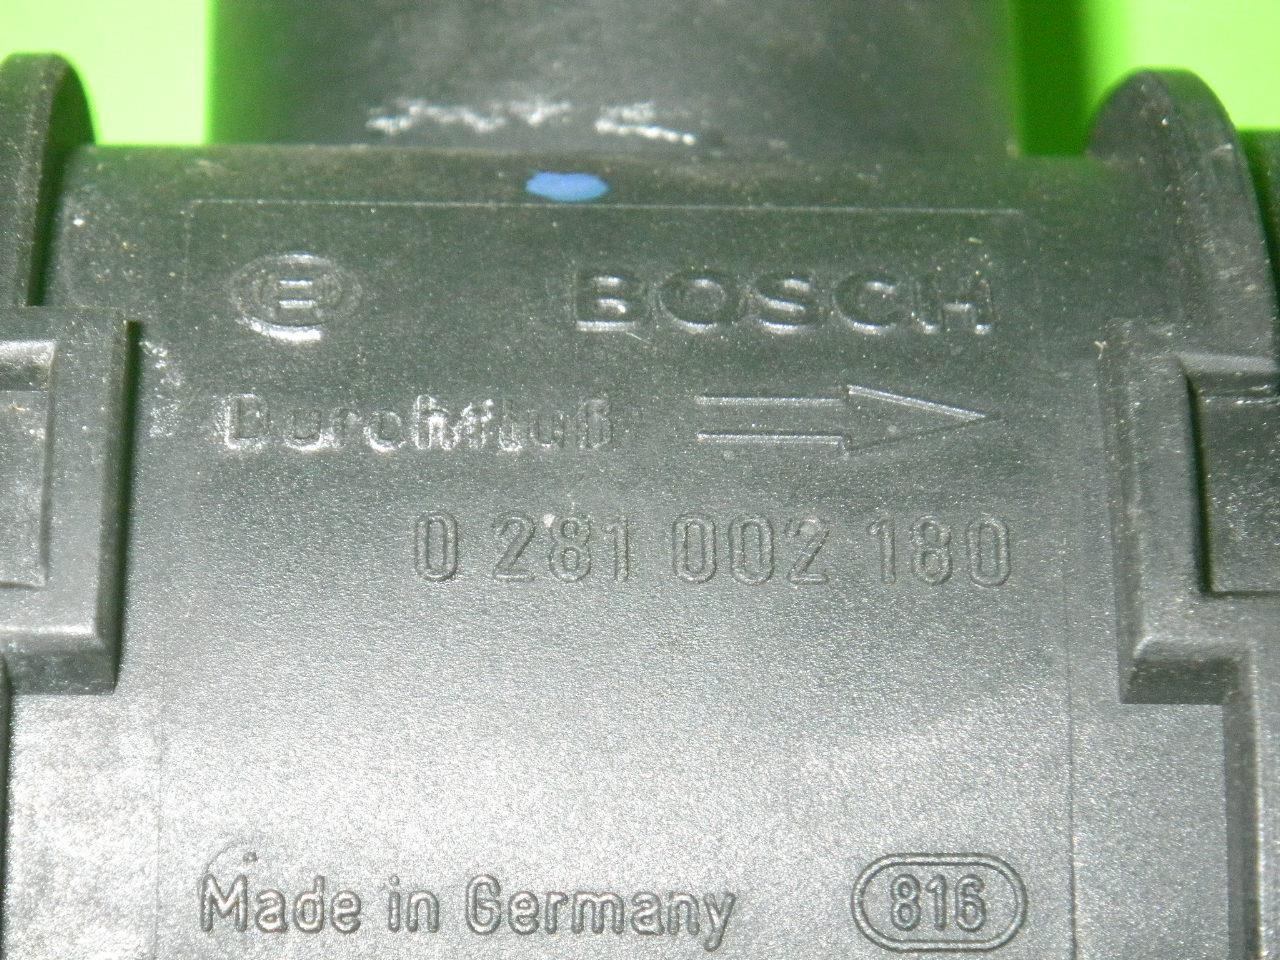 BOSCH
Durchfluß
0 281 002 180
Made in Germany 816